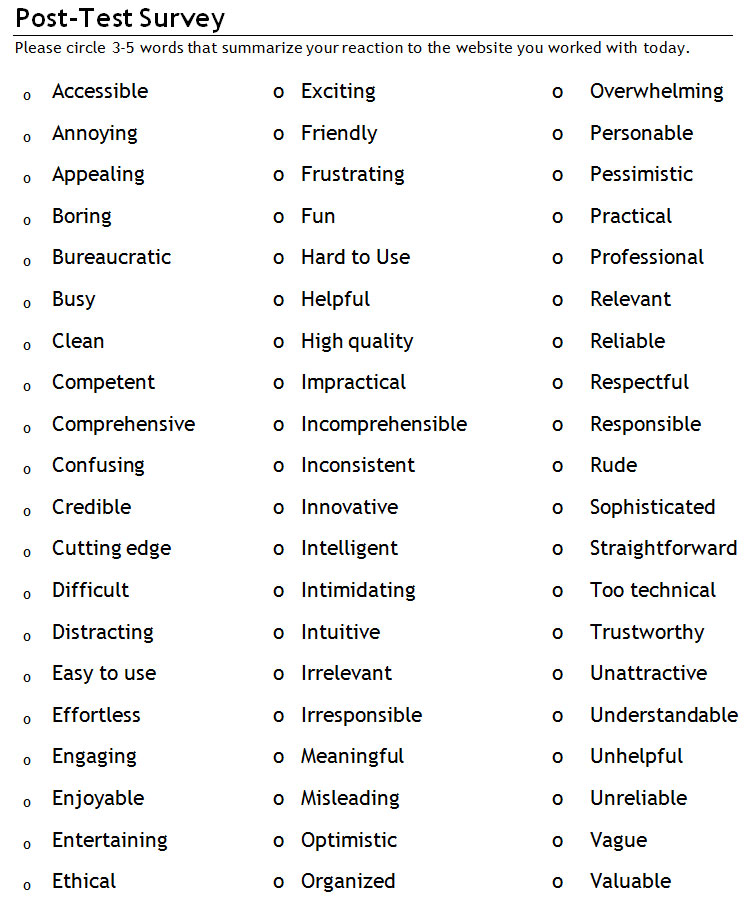 Post-Test Survey
Please circle 3-5 words that summarize your reaction to the website you worked with today.
o Accessible o Exciting o Overwhelming
o Annoying o Friendly o Personable
o Appealing o Frustrating o Pessimistic
o Boring o Fun o Practical
o Bureaucratic o Hard to Use o Professional
o Busy o Helpful o Relevant
o Clean o High quality o Reliable
o Competent o Impractical o Respectful
o Comprehensive o Incomprehensible o Responsible
o Confusing o Inconsistent o Rude
o Credible o Innovative o Sophisticated
o Cutting edge o Intelligent o Straightforward
o Difficult o Intimidating o Too technical
o Distracting o Intuitive o Trustworthy
o Easy to use o Irrelevant o Unattractive
o Effortless o Irresponsible o Understandable
o Engaging o Meaningful o Unhelpful
o Enjoyable o Misleading o Unreliable
o Entertaining o Optimistic o Vague
o Ethical o Organized o Valuable